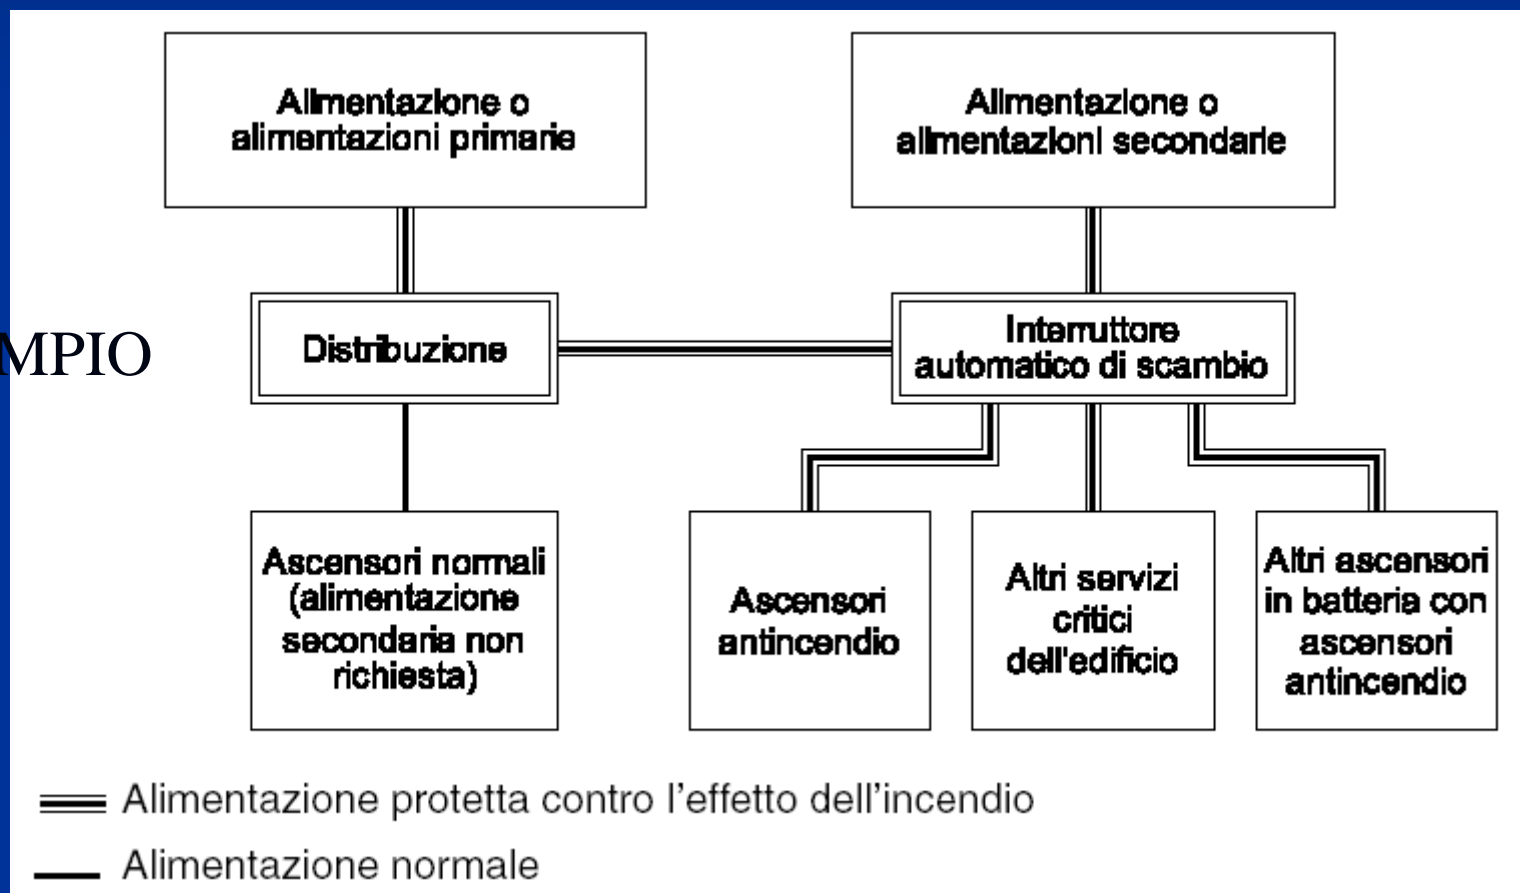 Alimentazione o
alimentazioni primarie
Alimentazione o
alimentazioni secondarie
MPIO
Distribuzione
Interruttore
automatico di scambio
Ascensori normali
(alimentazione
secondaria non
richiesta)
Ascensori
antincendio
Altri servizi
critici
dell'edificio
Altri ascensori
in batteria con
ascensori
antincendio
Alimentazione protetta contro l'effetto dell'incendio
Alimentazione normale